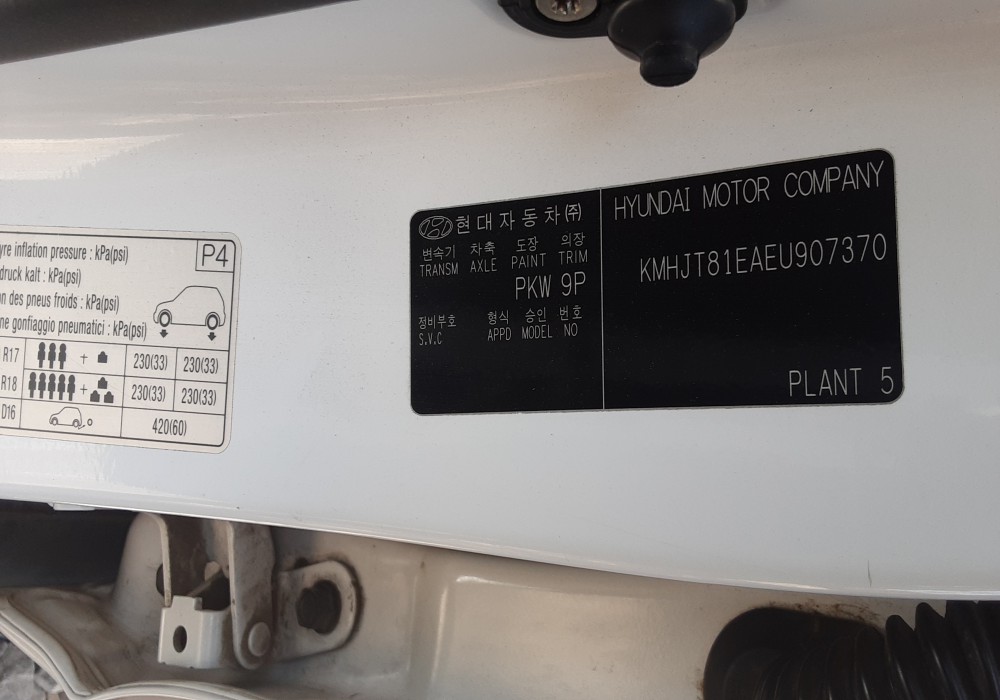 yre inflation pressure : kPa(psi)
P4
druck kalt : kPa(psi)
on des pneus froids : kPa(psi)
ne gonfiaggio pneumatici : kPa(psi)
R17 + 230(33) 230(33)
R18 + 230(33) 230(33)
D16 420(60)
현대자동차(주)
변속기 차축 도장 의장
TRANSM AXLE PAINT TRIM
PKW 9P
정비부호 형식 승인 번호
S.V.C APPD MODEL NO
HYUNDAI MOTOR COMPANY
KMHJT81EAEU907370
PLANT 5